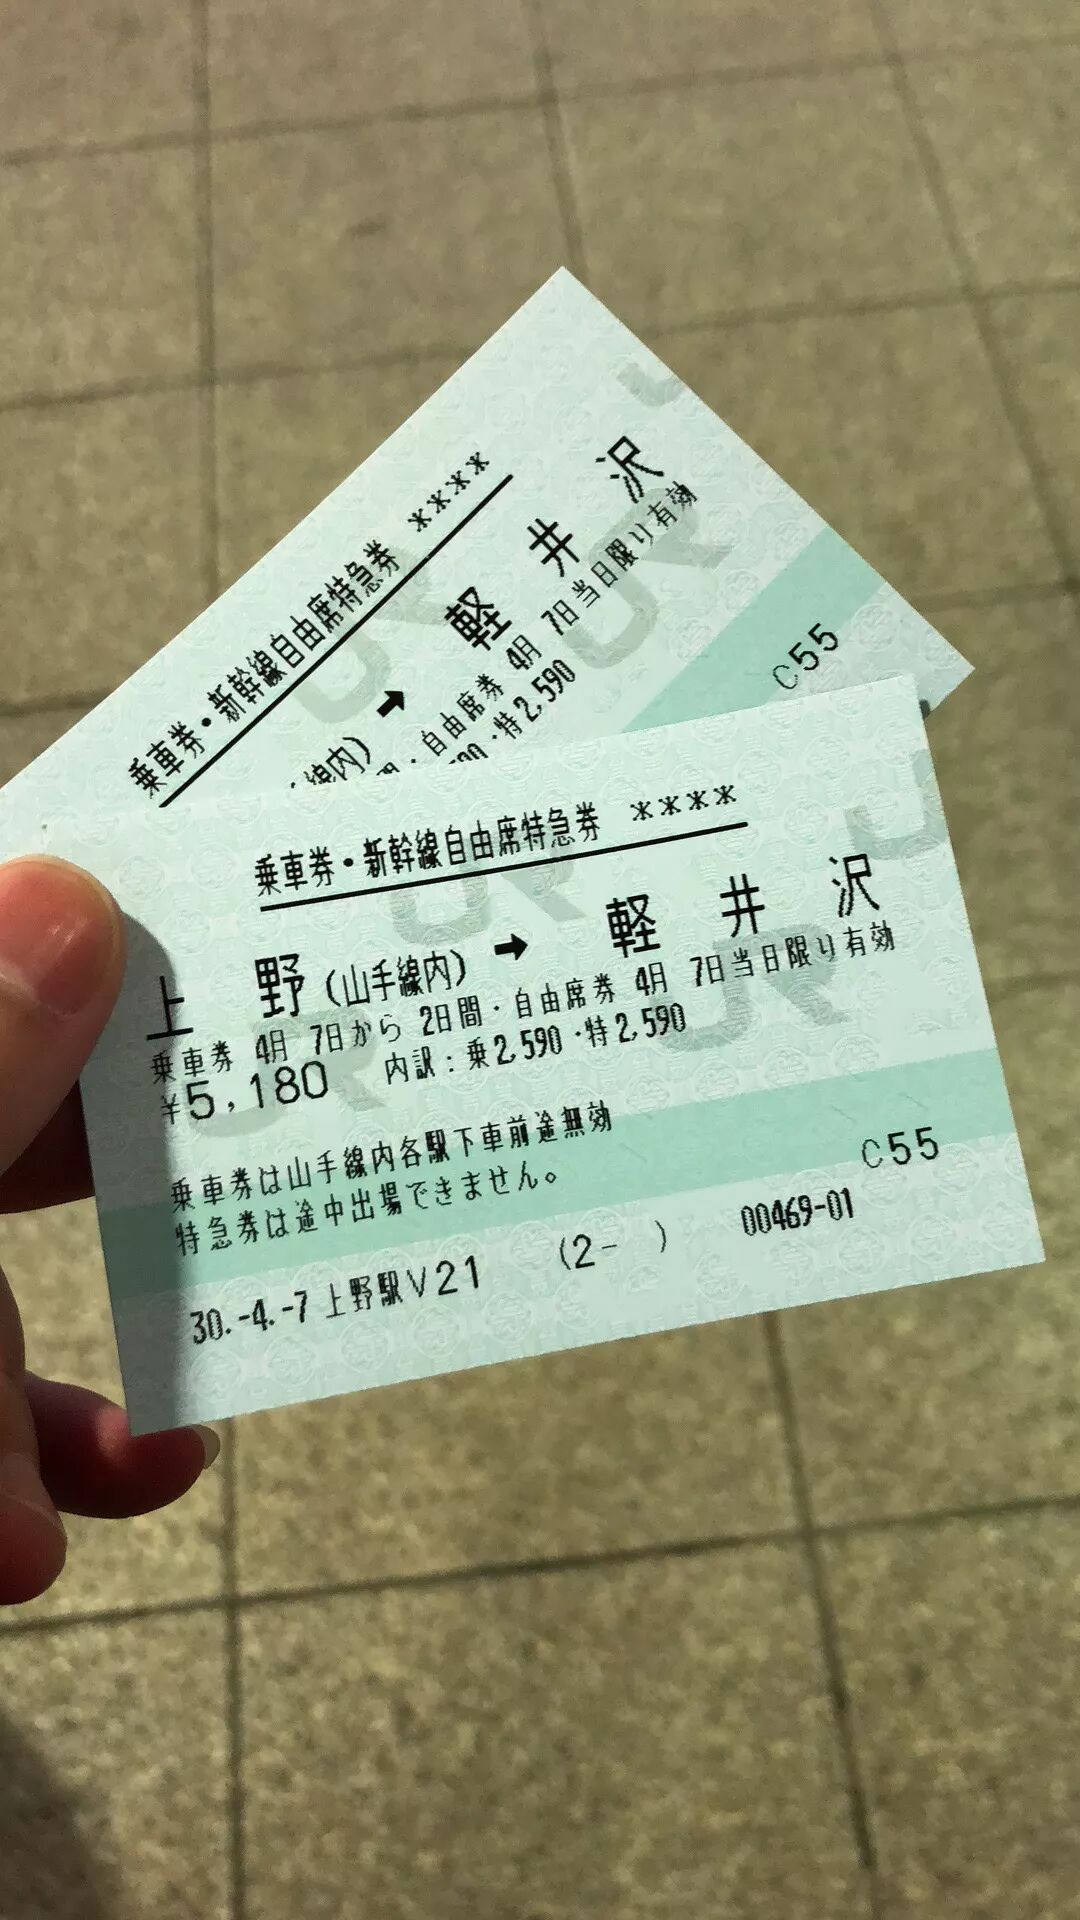 乗車券・新幹線自由席特急券 ****
軽井沢
線内) ➡
自由席券 4月 7日当日限り有効
・特2,590
C55
乗車券・新幹線自由席特急券 ****
上野(山手線内) ➡ 軽井沢
乗車券 4月 7日から 2日間・自由席券 4月 7日当日限り有効
¥5,180 内訳:乗2,590・特2,590
乗車券は山手線内各駅下車前途無効
特急券は途中出場できません。
C55
30.-4.-7 上野駅V21 (2- ) 00469-01